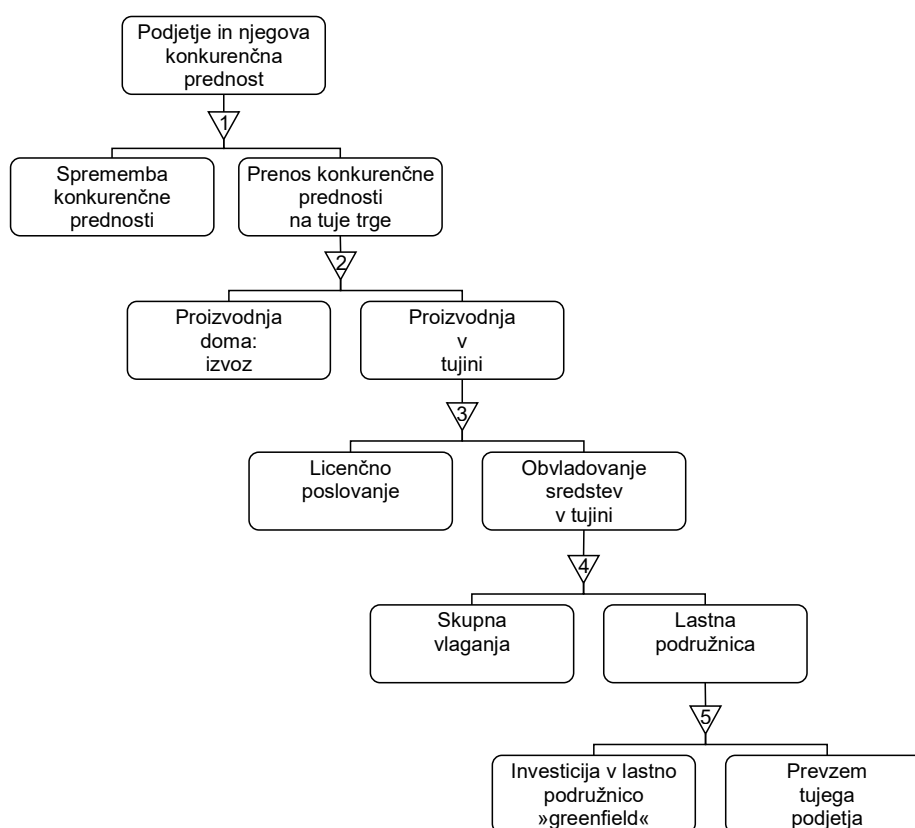 Podjetje in njegova
konkurenčna
prednost
1
Sprememba
konkurenčne
prednosti
Prenos konkurenčne
prednosti
na tuje trge
2
Proizvodnja
doma:
izvoz
Proizvodnja
v
tujini
3
Licenčno
poslovanje
Obvladovanje
sredstev
v tujini
4
Skupna
vlaganja
Lastna
podružnica
5
Investicija v lastno
podružnico
»greenfield«
Prevzem
tujega
podjetja